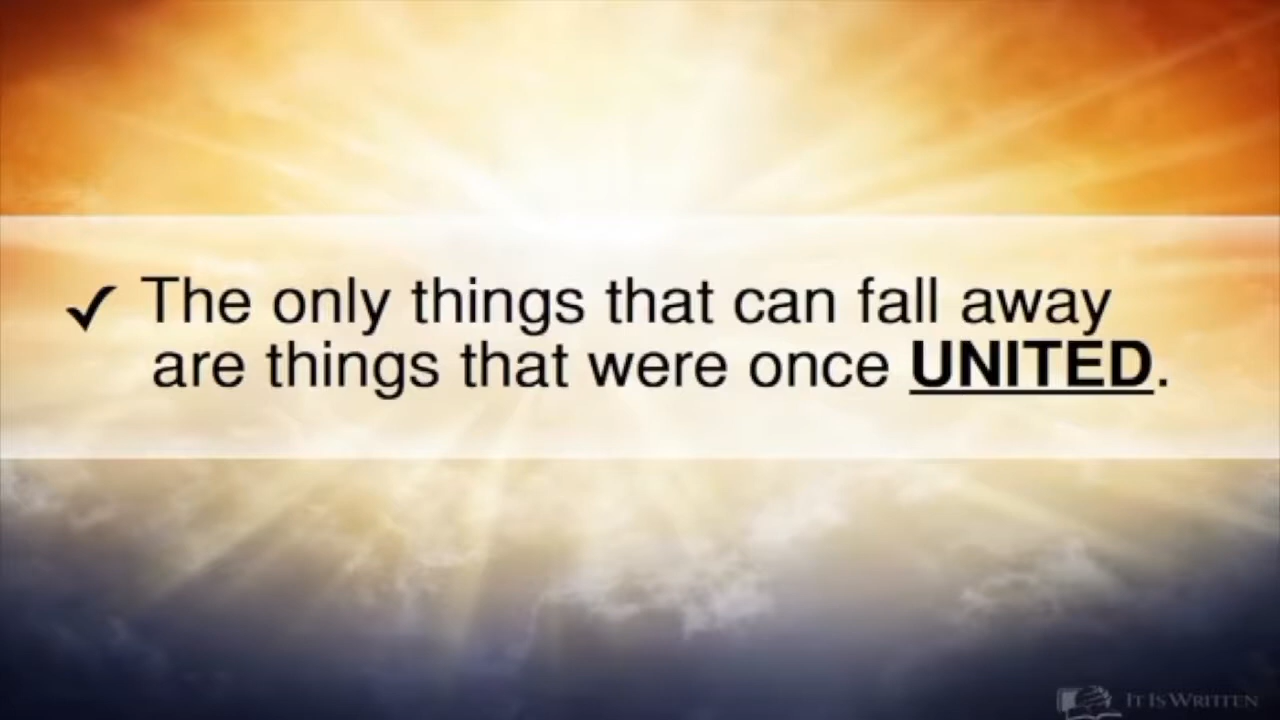 ✓ The only things that can fall away
are things that were once UNITED.
IT IS WRITTEN